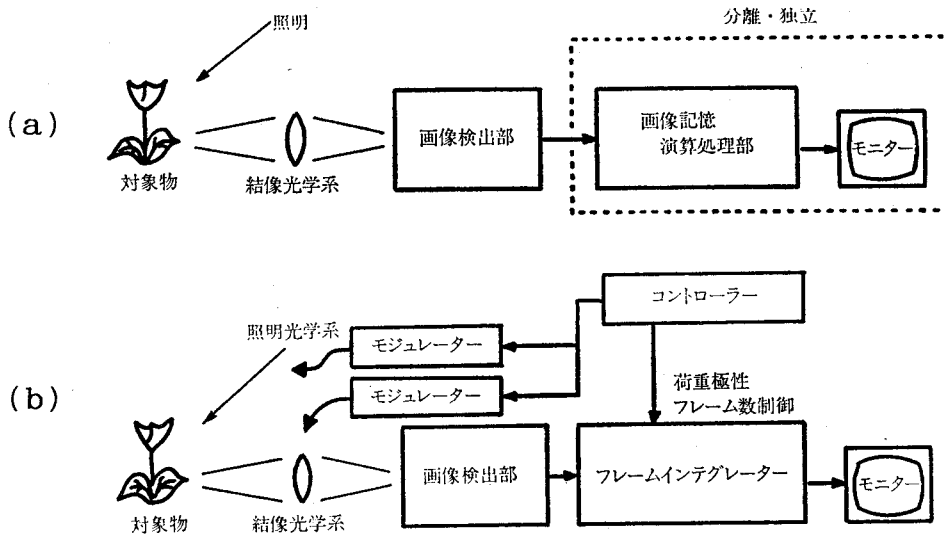 分離・独立
照明
(a)
画像検出部
画像記憶
演算処理部
モニター
対象物
結像光学系
コントローラー
照明光学系
モジュレーター
モジュレーター
荷重極性
フレーム数制御
(b)
画像検出部
フレームインテグレーター
モニター
対象物
結像光学系